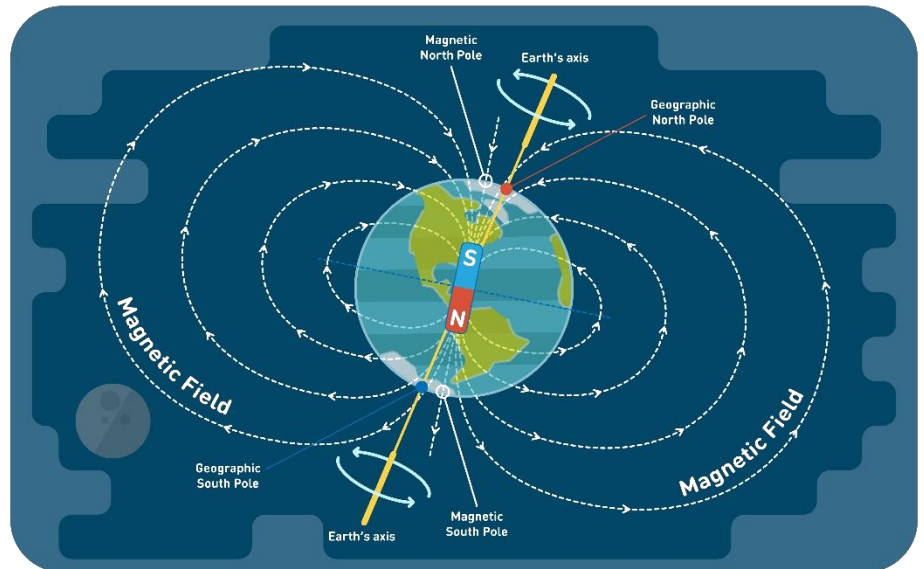 Magnetic
North Pole
Earth's axis
Geographic
North Pole
S
N
Magnetic Field
Magnetic Field
Geographic
South Pole
Magnetic
South Pole
Earth's axis